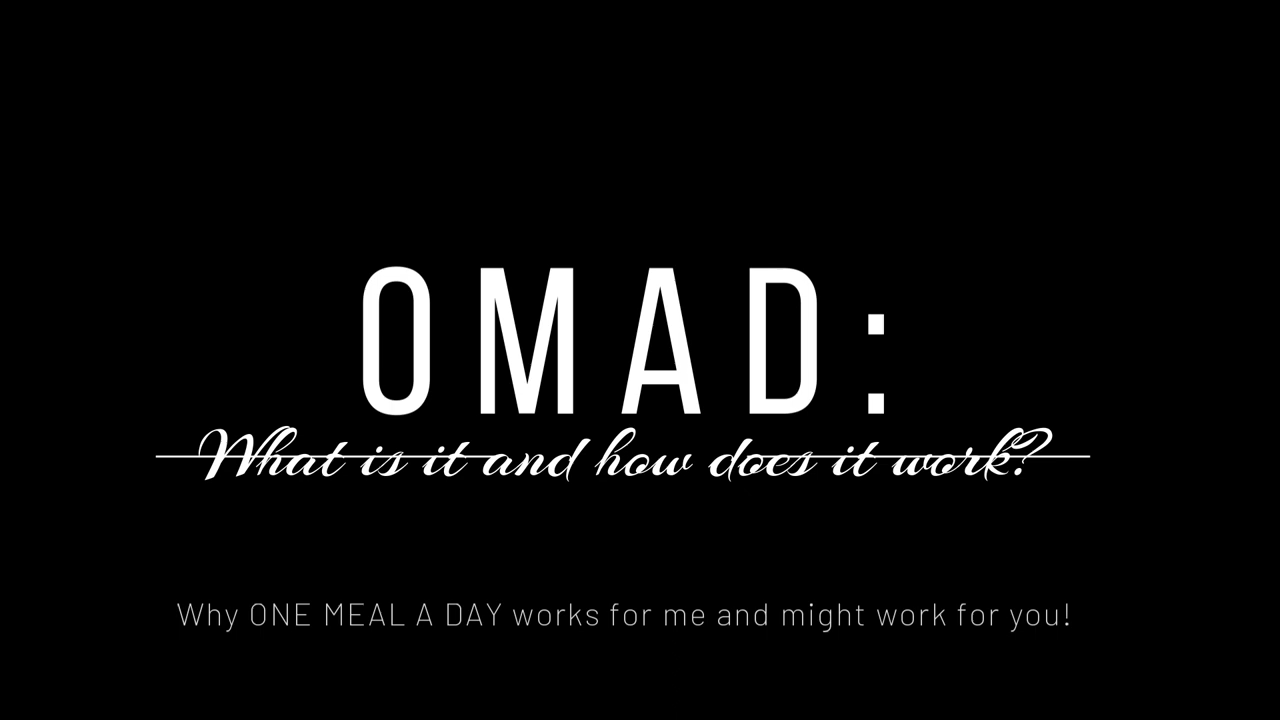 OMAD:
What is it and how does it work?
Why ONE MEAL A DAY works for me and might work for you!